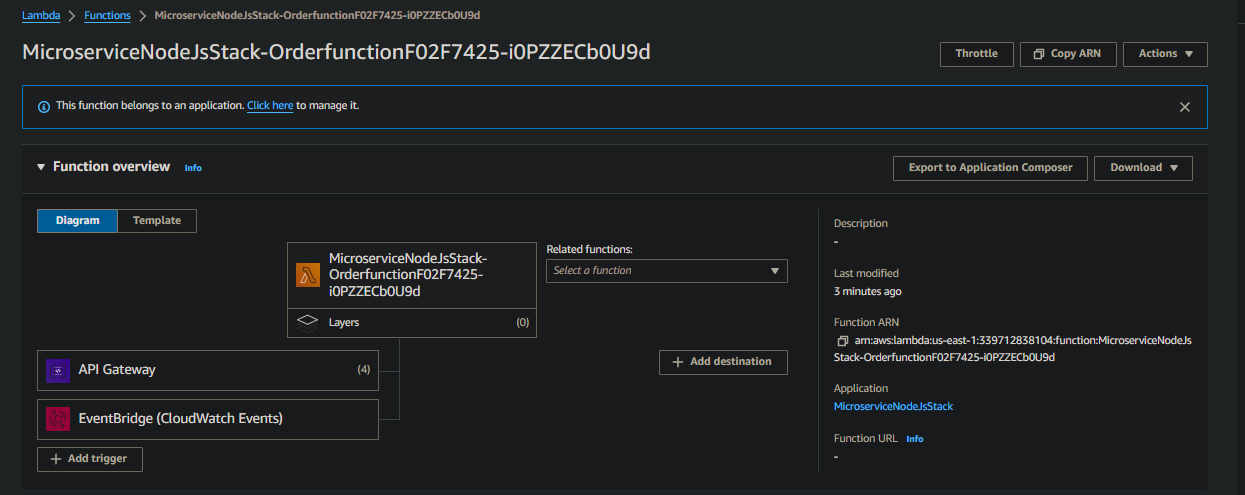 Lambda > Functions > MicroserviceNodeJsStack-OrderfunctionF02F7425-i0PZZECb0U9d
MicroserviceNodeJsStack-OrderfunctionF02F7425-i0PZZECb0U9d
Throttle
Copy ARN
Actions
This function belongs to an application. Click here to manage it.
Function overview Info
Export to Application Composer
Download
Diagram
Template
MicroserviceNodeJsStack-
OrderfunctionF02F7425-
i0PZZECb0U9d
Layers (0)
Related functions:
Select a function
API Gateway (4)
EventBridge (CloudWatch Events)
+ Add trigger
+ Add destination
Description
-
Last modified
3 minutes ago
Function ARN
arn:aws:lambda:us-east-1:339712838104:function:MicroserviceNodeJs
Stack-OrderfunctionF02F7425-i0PZZECb0U9d
Application
MicroserviceNodeJsStack
Function URL Info
-